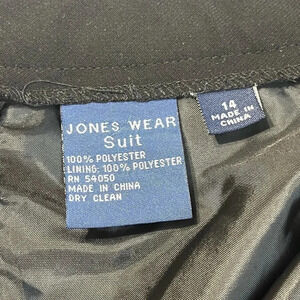 JONES WEAR
Suit
100% POLYESTER
LINING: 100% POLYESTER
RN 54050
MADE IN CHINA
DRY CLEAN
14
MADE IN
CHINA